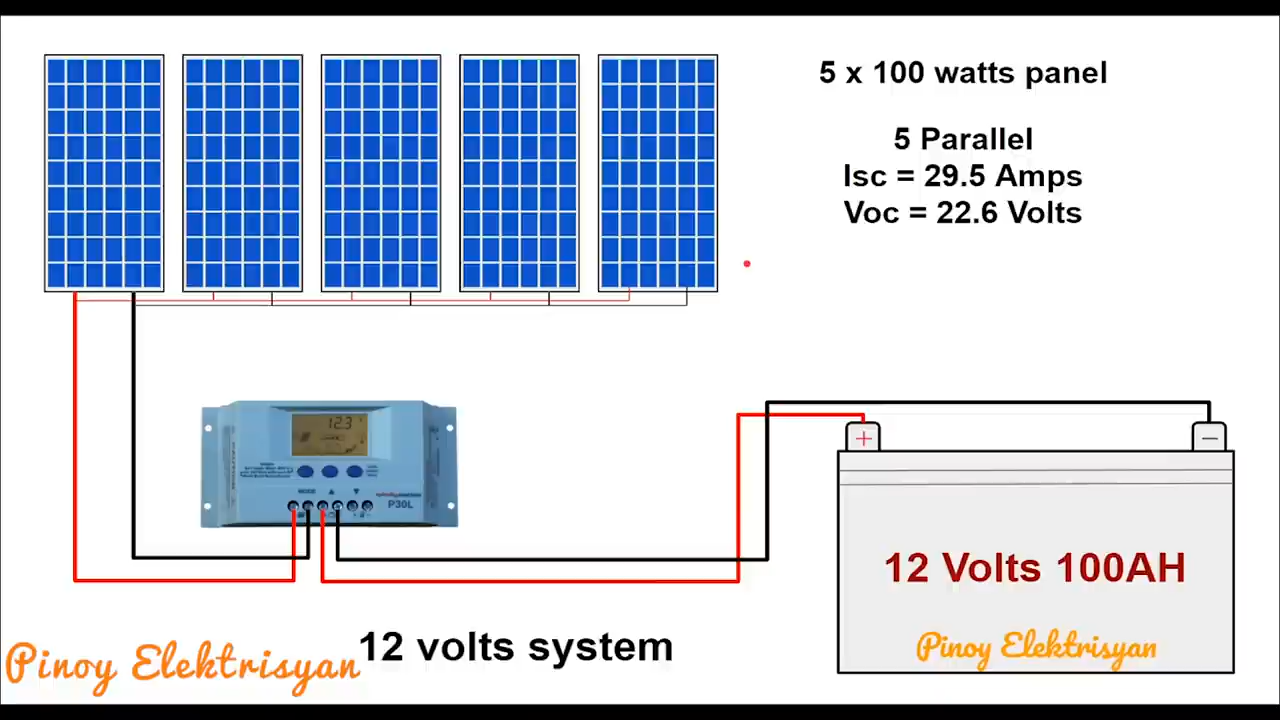 5 x 100 watts panel
5 Parallel
Isc = 29.5 Amps
Voc = 22.6 Volts
12.3
MODE
P30L
+
−
12 Volts 100AH
Pinoy Elektrisyan
12 volts system
Pinoy Elektrisyan